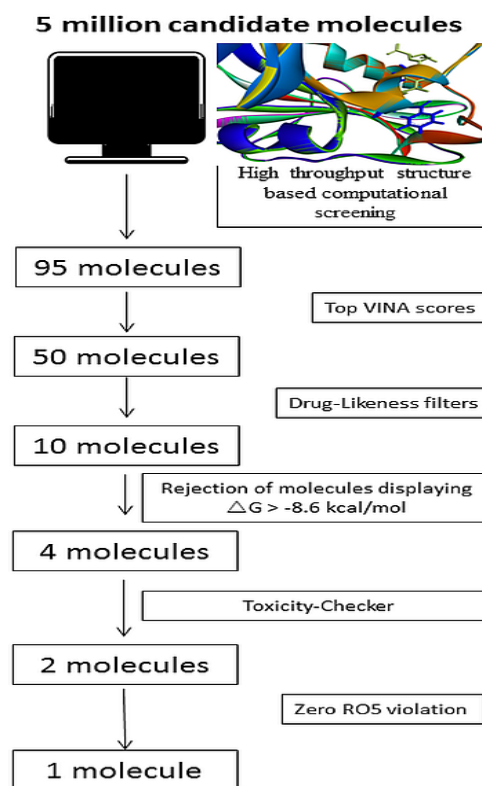 5 million candidate molecules
High throughput structure
based computational
screening
95 molecules
Top VINA scores
50 molecules
Drug-Likeness filters
10 molecules
Rejection of molecules displaying
△G > -8.6 kcal/mol
4 molecules
Toxicity-Checker
2 molecules
Zero RO5 violation
1 molecule